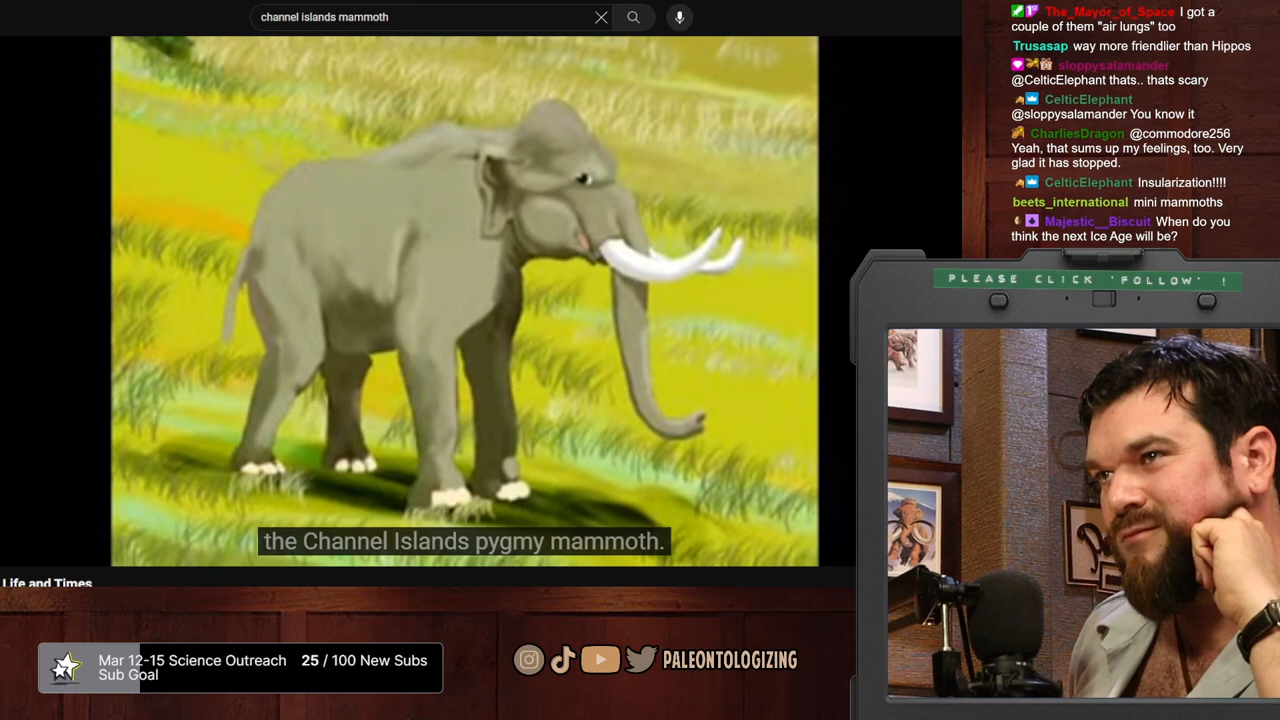 channel islands mammoth
the Channel Islands pygmy mammoth.
Life and Times
Mar 12-15 Science Outreach 25 / 100 New Subs
Sub Goal
PALEONTOLOGIZING
The_Mayor_of_Space I got a
couple of them "air lungs" too
Trusasap way more friendlier than Hippos
sloppysalamander
@CelticElephant thats.. thats scary
CelticElephant
@sloppysalamander You know it
CharliesDragon @commodore256
Yeah, that sums up my feelings, too. Very
glad it has stopped.
CelticElephant Insularization!!!!
beets_international mini mammoths
Majestic__Biscuit When do you
think the next Ice Age will be?
PLEASE CLICK 'FOLLOW' !